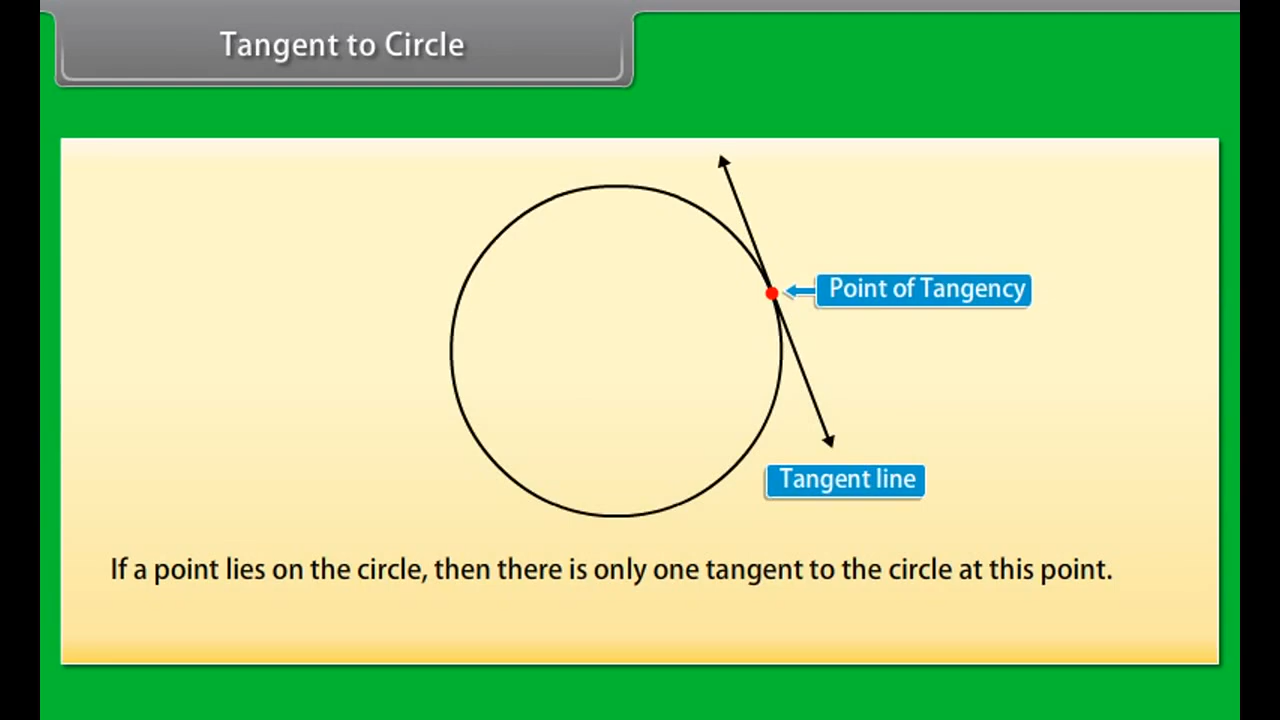 Tangent to Circle
Point of Tangency
Tangent line
If a point lies on the circle, then there is only one tangent to the circle at this point.